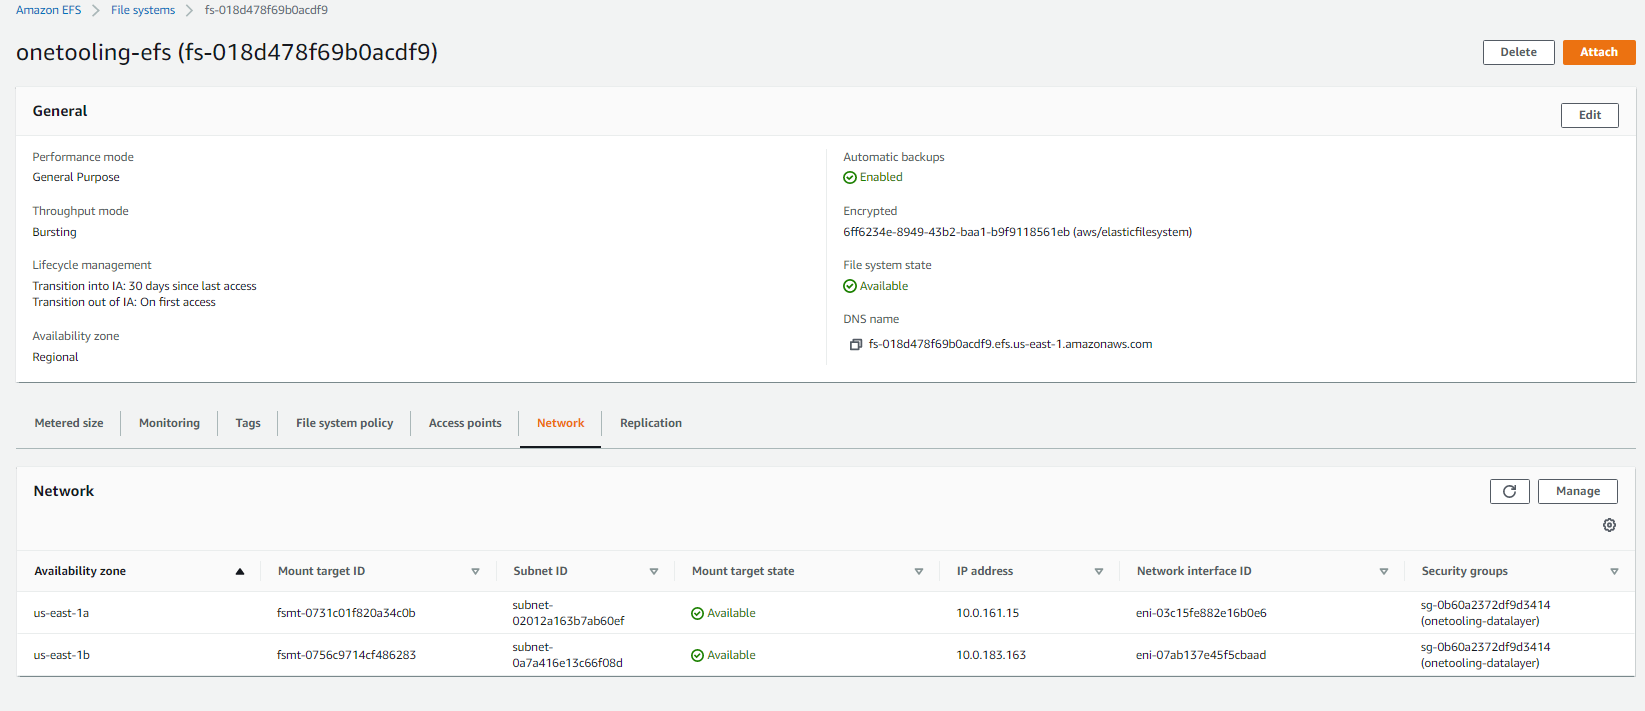 Amazon EFS > File systems > fs-018d478f69b0acdf9
onetooling-efs (fs-018d478f69b0acdf9)
Delete
Attach
General
Edit
Performance mode
General Purpose
Throughput mode
Bursting
Lifecycle management
Transition into IA: 30 days since last access
Transition out of IA: On first access
Availability zone
Regional
Automatic backups
Enabled
Encrypted
6ff6234e-8949-43b2-baa1-b9f9118561eb (aws/elasticfilesystem)
File system state
Available
DNS name
fs-018d478f69b0acdf9.efs.us-east-1.amazonaws.com
Metered size
Monitoring
Tags
File system policy
Access points
Network
Replication
Network
Manage
Availability zone
Mount target ID
Subnet ID
Mount target state
IP address
Network interface ID
Security groups
us-east-1a
fsmt-0731c01f820a34c0b
subnet-
02012a163b7ab60ef
Available
10.0.161.15
eni-03c15fe882e16b0e6
sg-0b60a2372df9d3414
(onetooling-datalayer)
us-east-1b
fsmt-0756c9714cf486283
subnet-
0a7a416e13c66f08d
Available
10.0.183.163
eni-07ab137e45f5cbaad
sg-0b60a2372df9d3414
(onetooling-datalayer)